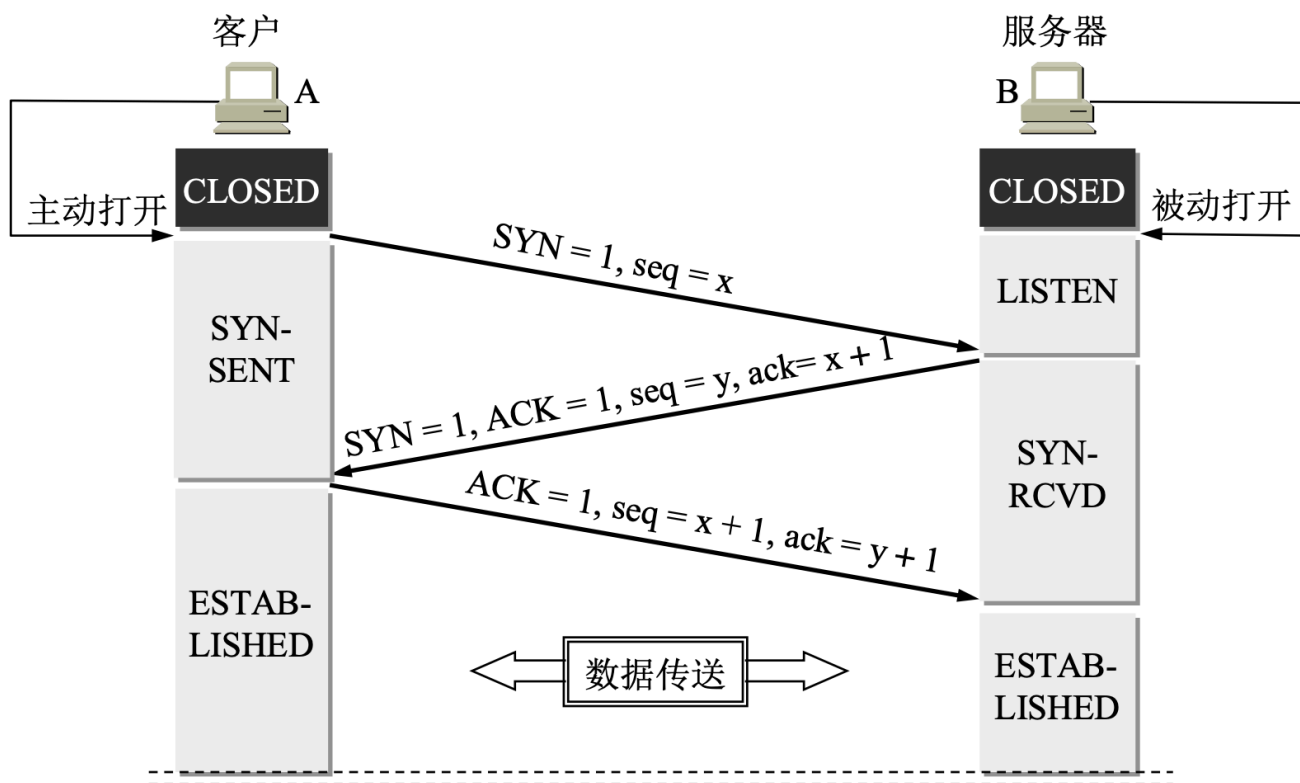 客户
服务器
A
B
CLOSED
CLOSED
主动打开
被动打开
SYN = 1, seq = x
LISTEN
SYN-
SENT
SYN = 1, ACK = 1, seq = y, ack= x + 1
SYN-
RCVD
ACK = 1, seq = x + 1, ack = y + 1
ESTAB-
LISHED
数据传送
ESTAB-
LISHED